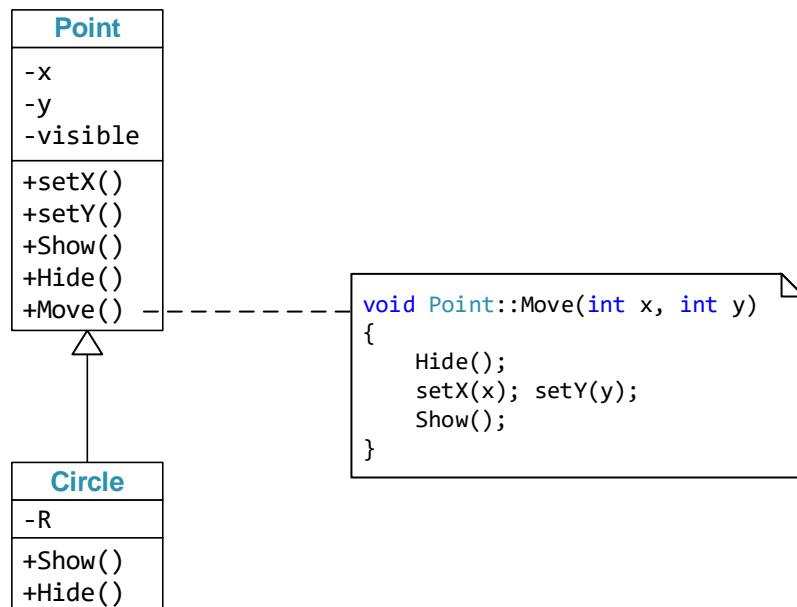 Point
-x
-y
-visible
+setX()
+setY()
+Show()
+Hide()
+Move()
void Point::Move(int x, int y)
{
Hide();
setX(x); setY(y);
Show();
}
Circle
-R
+Show()
+Hide()